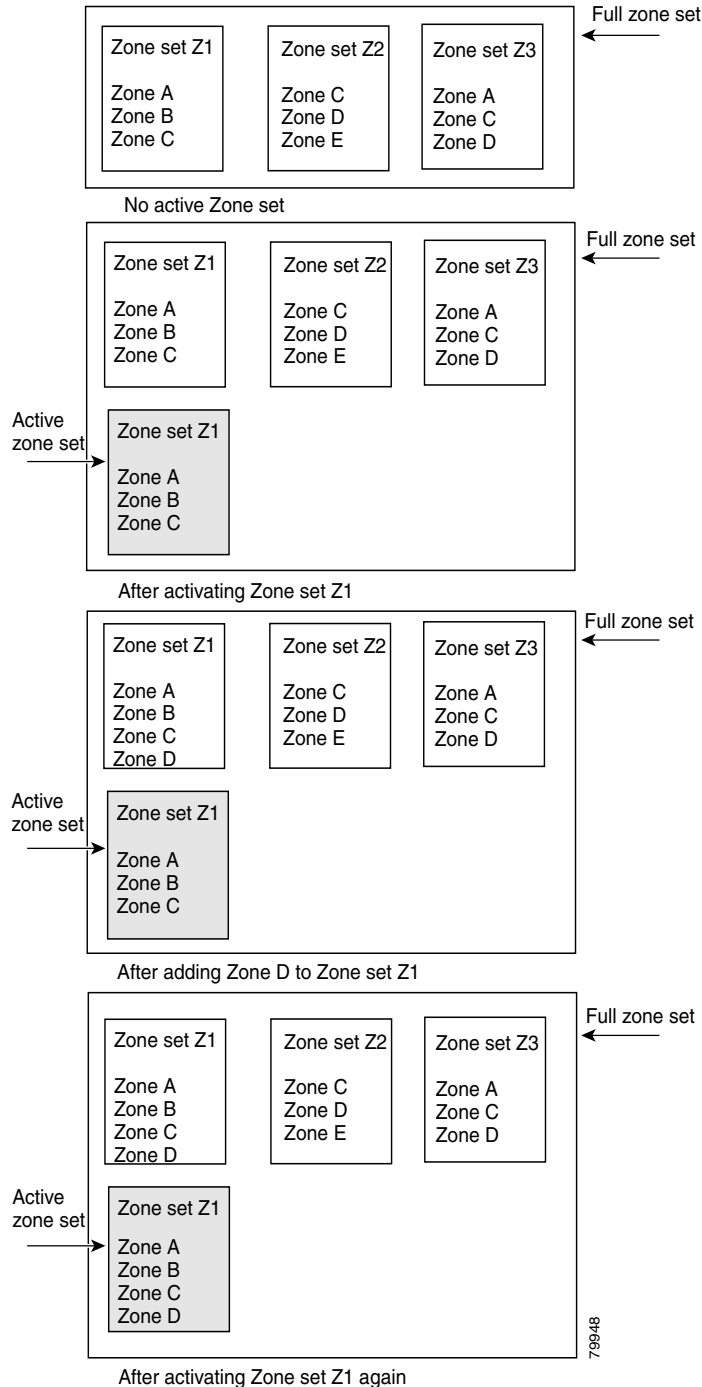 Full zone set
Zone set Z1
Zone A
Zone B
Zone C
Zone set Z2
Zone C
Zone D
Zone E
Zone set Z3
Zone A
Zone C
Zone D
No active Zone set
Full zone set
Zone set Z1
Zone A
Zone B
Zone C
Zone set Z2
Zone C
Zone D
Zone E
Zone set Z3
Zone A
Zone C
Zone D
Active
zone set
Zone set Z1
Zone A
Zone B
Zone C
After activating Zone set Z1
Full zone set
Zone set Z1
Zone A
Zone B
Zone C
Zone D
Zone set Z2
Zone C
Zone D
Zone E
Zone set Z3
Zone A
Zone C
Zone D
Active
zone set
Zone set Z1
Zone A
Zone B
Zone C
After adding Zone D to Zone set Z1
Full zone set
Zone set Z1
Zone A
Zone B
Zone C
Zone D
Zone set Z2
Zone C
Zone D
Zone E
Zone set Z3
Zone A
Zone C
Zone D
Active
zone set
Zone set Z1
Zone A
Zone B
Zone C
Zone D
79948
After activating Zone set Z1 again